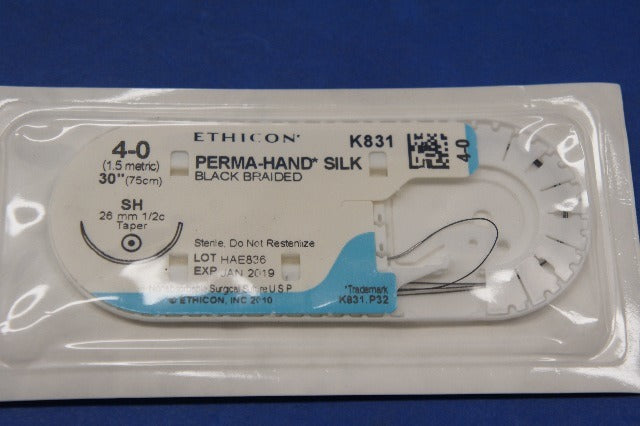 ETHICON*
K831
4-0
(1.5 metric)
30" (75cm)
PERMA-HAND* SILK
BLACK BRAIDED
4-0
SH
26 mm 1/2c
Taper
Sterile, Do Not Resterilize
LOT HAE836
EXP JAN 2019
Surgical Suture U.S.P.
© ETHICON, INC 2010
*Trademark
K831.P32